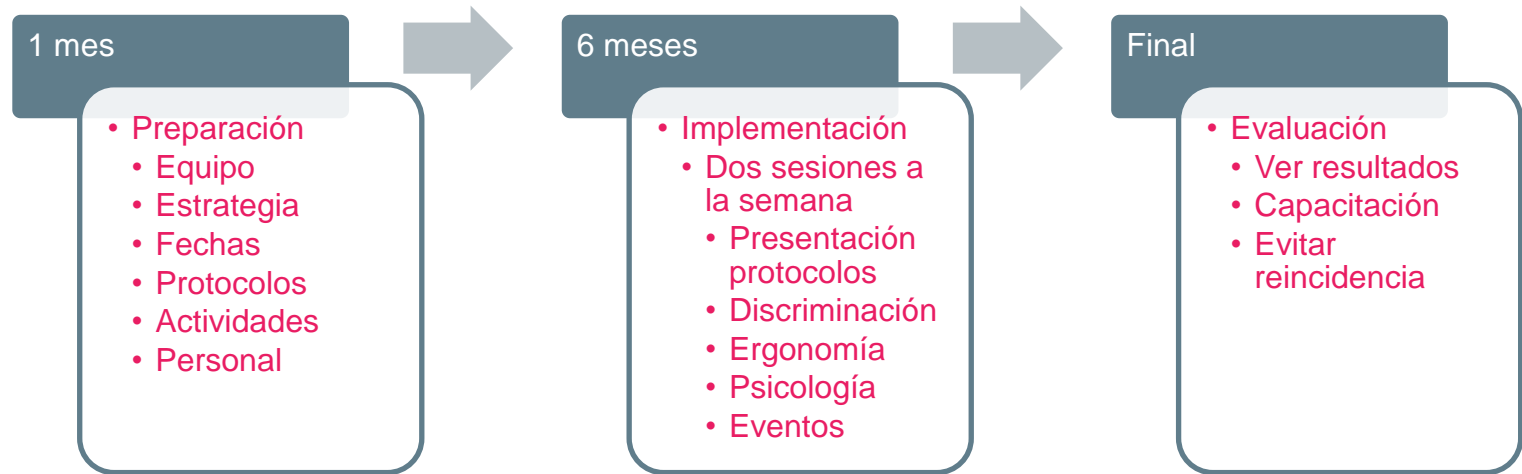 1 mes
• Preparación
• Equipo
• Estrategia
• Fechas
• Protocolos
• Actividades
• Personal
6 meses
• Implementación
• Dos sesiones a
la semana
• Presentación
protocolos
• Discriminación
• Ergonomía
• Psicología
• Eventos
Final
• Evaluación
• Ver resultados
• Capacitación
• Evitar
reincidencia